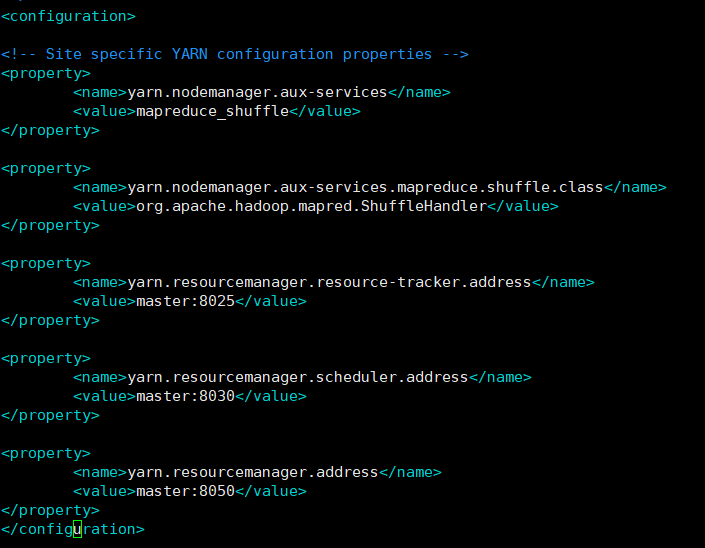 <configuration>
<!-- Site specific YARN configuration properties -->
<property>
<name>yarn.nodemanager.aux-services</name>
<value>mapreduce_shuffle</value>
</property>
<property>
<name>yarn.nodemanager.aux-services.mapreduce.shuffle.class</name>
<value>org.apache.hadoop.mapred.ShuffleHandler</value>
</property>
<property>
<name>yarn.resourcemanager.resource-tracker.address</name>
<value>master:8025</value>
</property>
<property>
<name>yarn.resourcemanager.scheduler.address</name>
<value>master:8030</value>
</property>
<property>
<name>yarn.resourcemanager.address</name>
<value>master:8050</value>
</property>
</configuration>